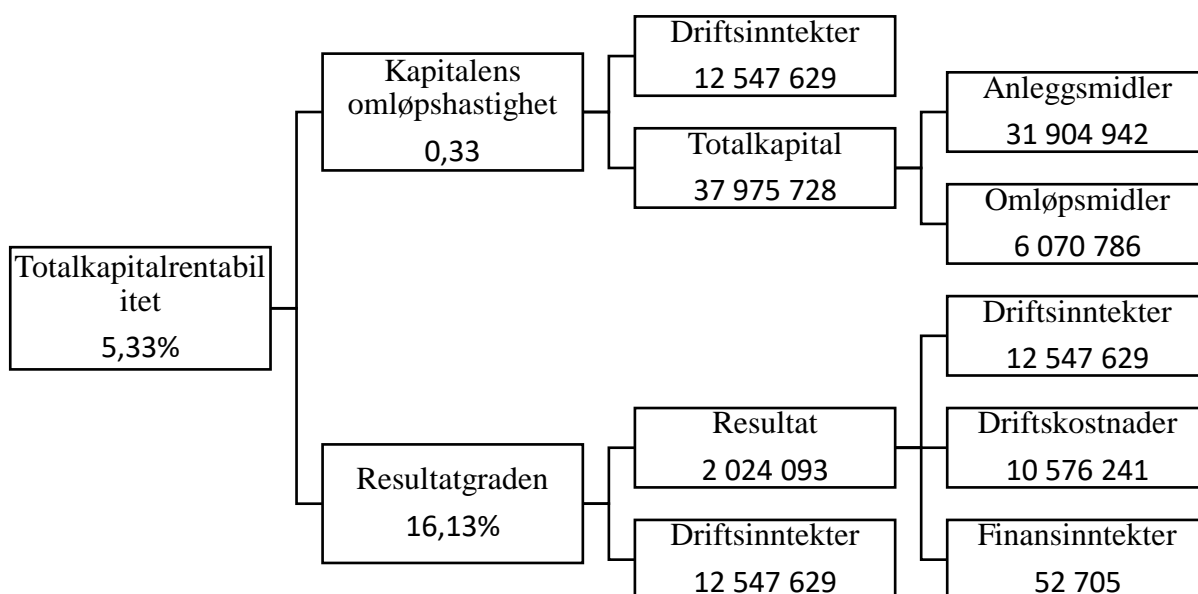 Driftsinntekter
12 547 629
Kapitalens
omløpshastighet
0,33
Anleggsmidler
31 904 942
Totalkapital
37 975 728
Omløpsmidler
6 070 786
Totalkapitalrentabil
itet
5,33%
Driftsinntekter
12 547 629
Resultat
2 024 093
Driftskostnader
10 576 241
Resultatgraden
16,13%
Driftsinntekter
12 547 629
Finansinntekter
52 705